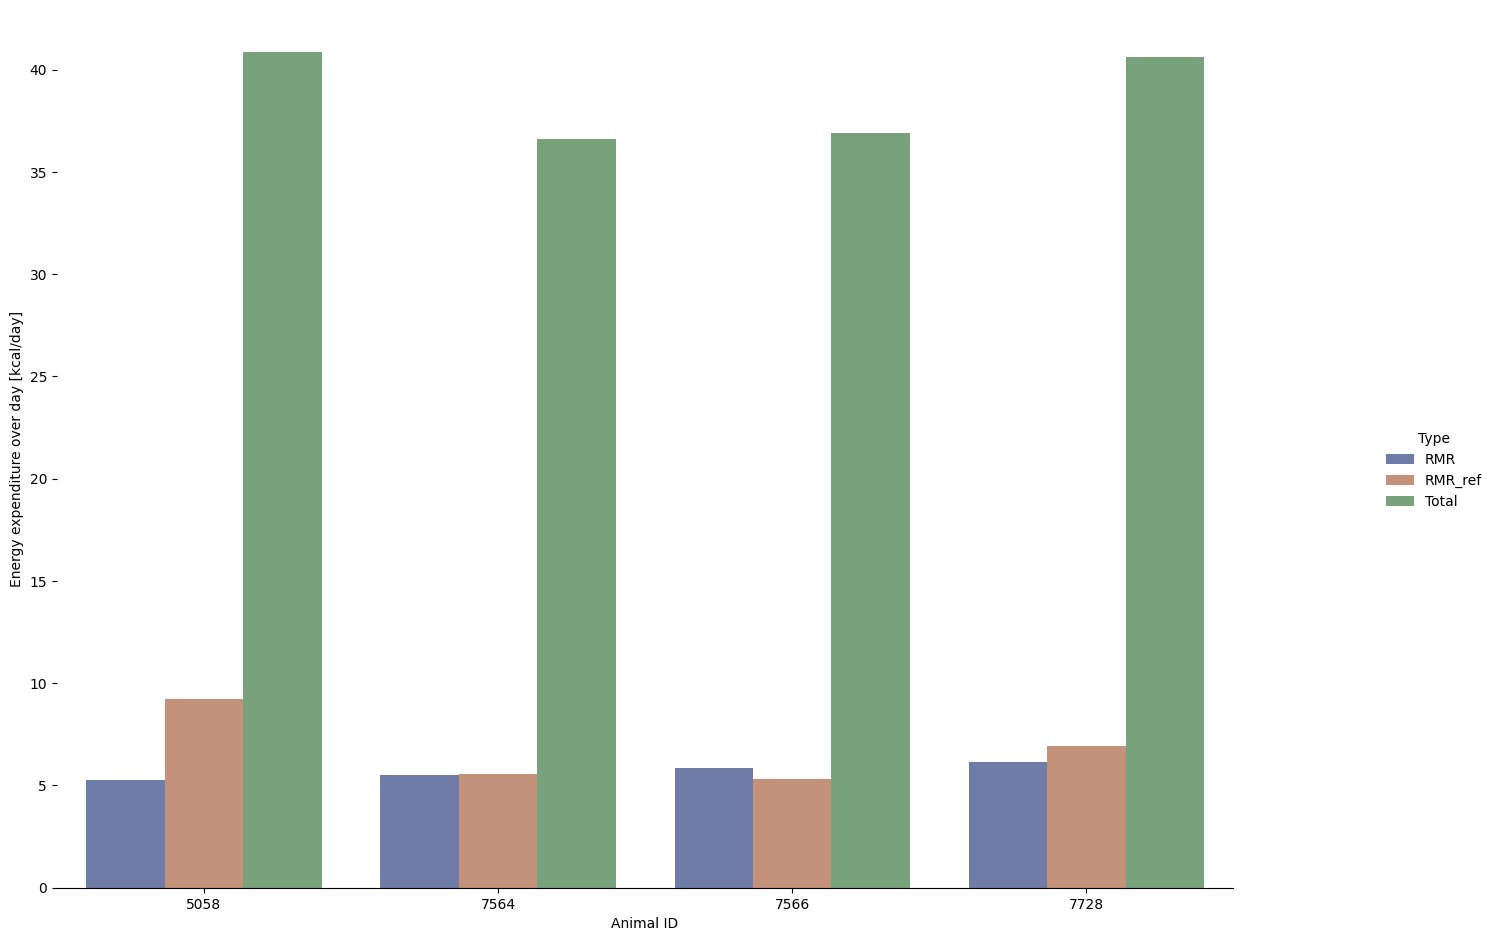 Energy expenditure over day [kcal/day]
40
35
30
25
20
15
10
5
0
5058
7564
7566
7728
Animal ID
Type
RMR
RMR_ref
Total